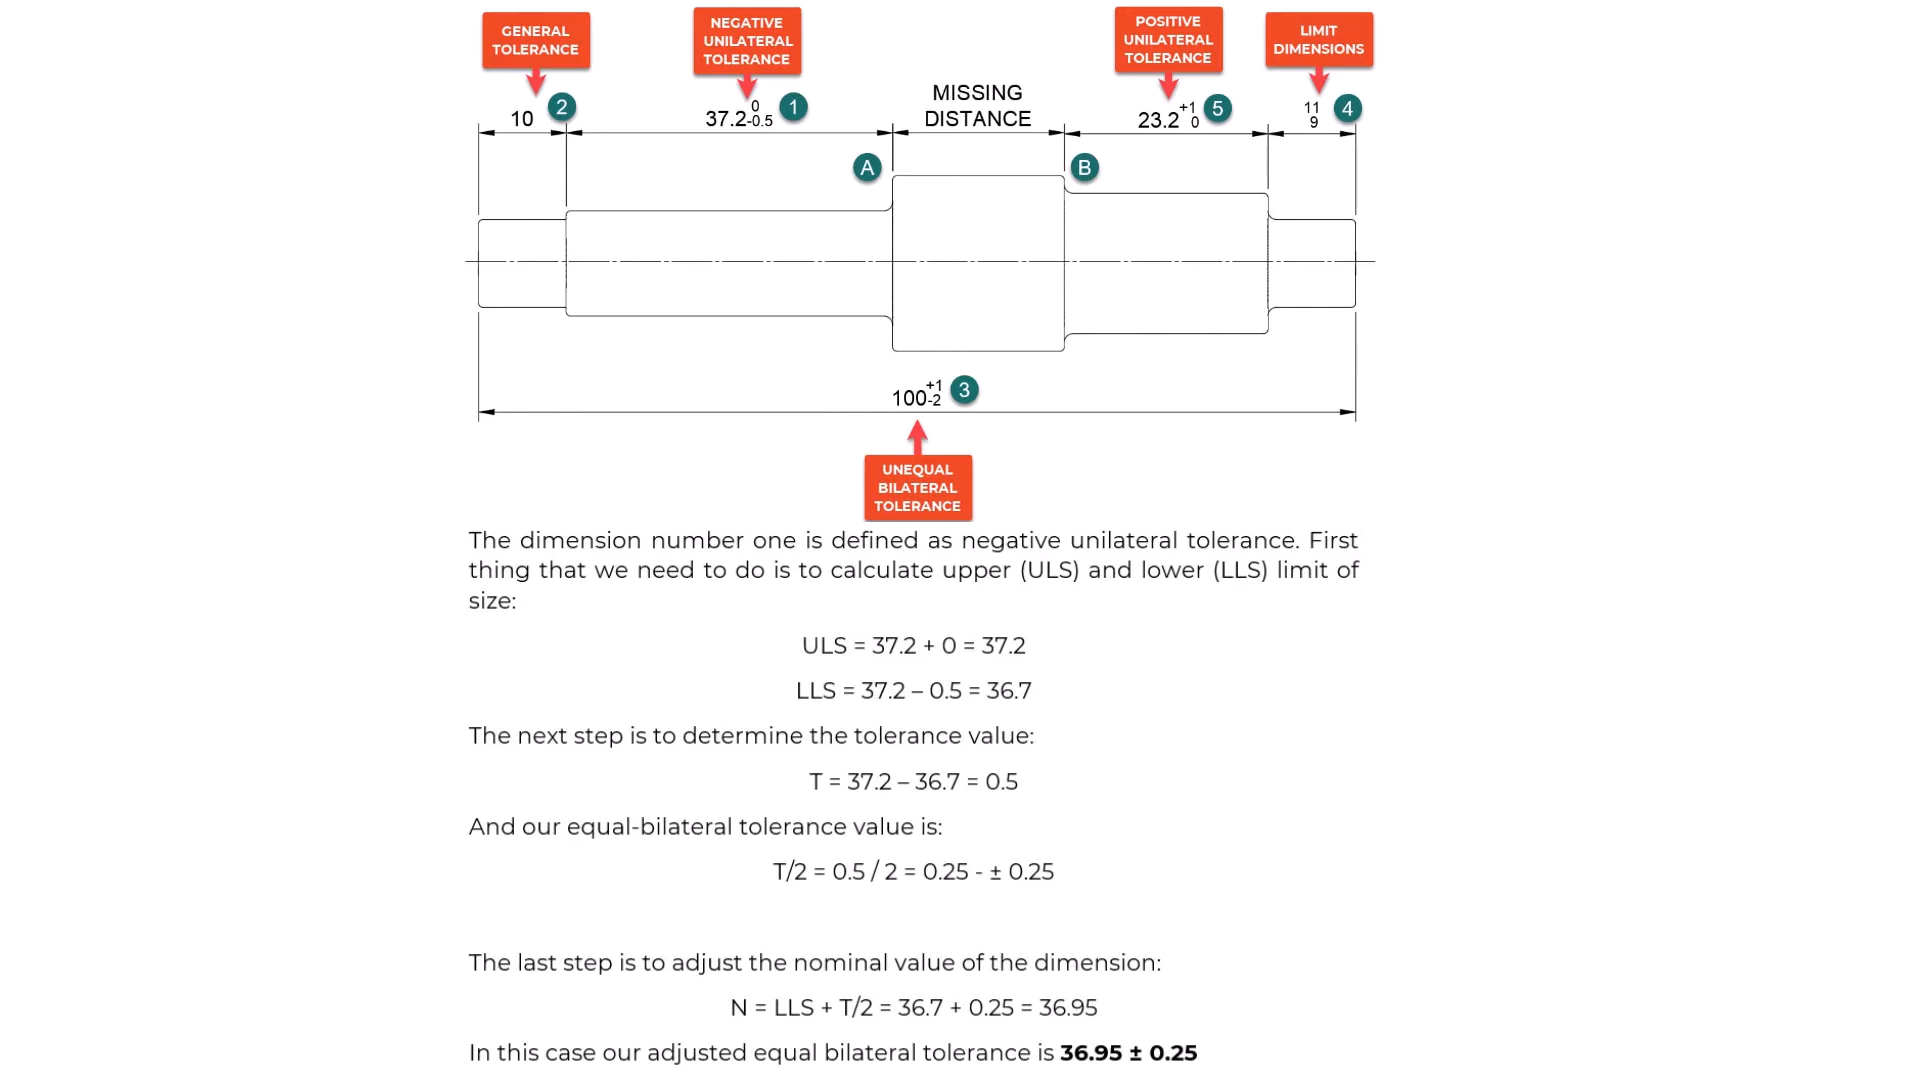 GENERAL
TOLERANCE
NEGATIVE
UNILATERAL
TOLERANCE
POSITIVE
UNILATERAL
TOLERANCE
LIMIT
DIMENSIONS
10 2
37.2 0 -0.5 1
MISSING
DISTANCE
23.2 +1 0 5
11
9
4
A
B
100 +1 -2 3
UNEQUAL
BILATERAL
TOLERANCE
The dimension number one is defined as negative unilateral tolerance. First
thing that we need to do is to calculate upper (ULS) and lower (LLS) limit of
size:
ULS = 37.2 + 0 = 37.2
LLS = 37.2 – 0.5 = 36.7
The next step is to determine the tolerance value:
T = 37.2 – 36.7 = 0.5
And our equal-bilateral tolerance value is:
T/2 = 0.5 / 2 = 0.25 - ± 0.25
The last step is to adjust the nominal value of the dimension:
N = LLS + T/2 = 36.7 + 0.25 = 36.95
In this case our adjusted equal bilateral tolerance is 36.95 ± 0.25